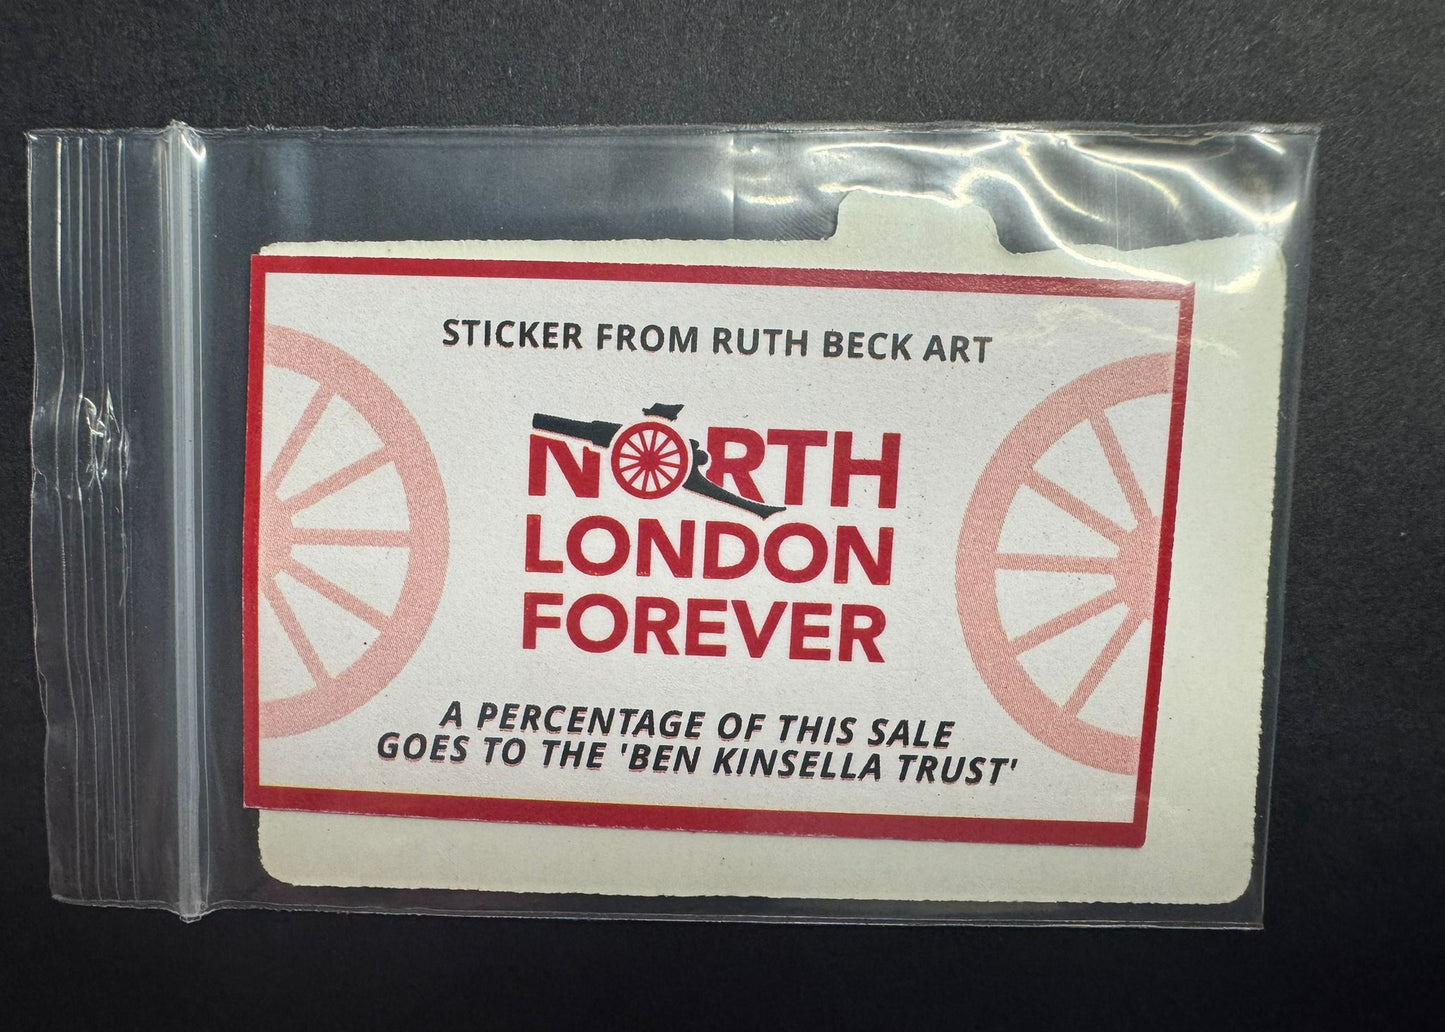 STICKER FROM RUTH BECK ART
NORTH
LONDON
FOREVER
A PERCENTAGE OF THIS SALE
GOES TO THE 'BEN KINSELLA TRUST'